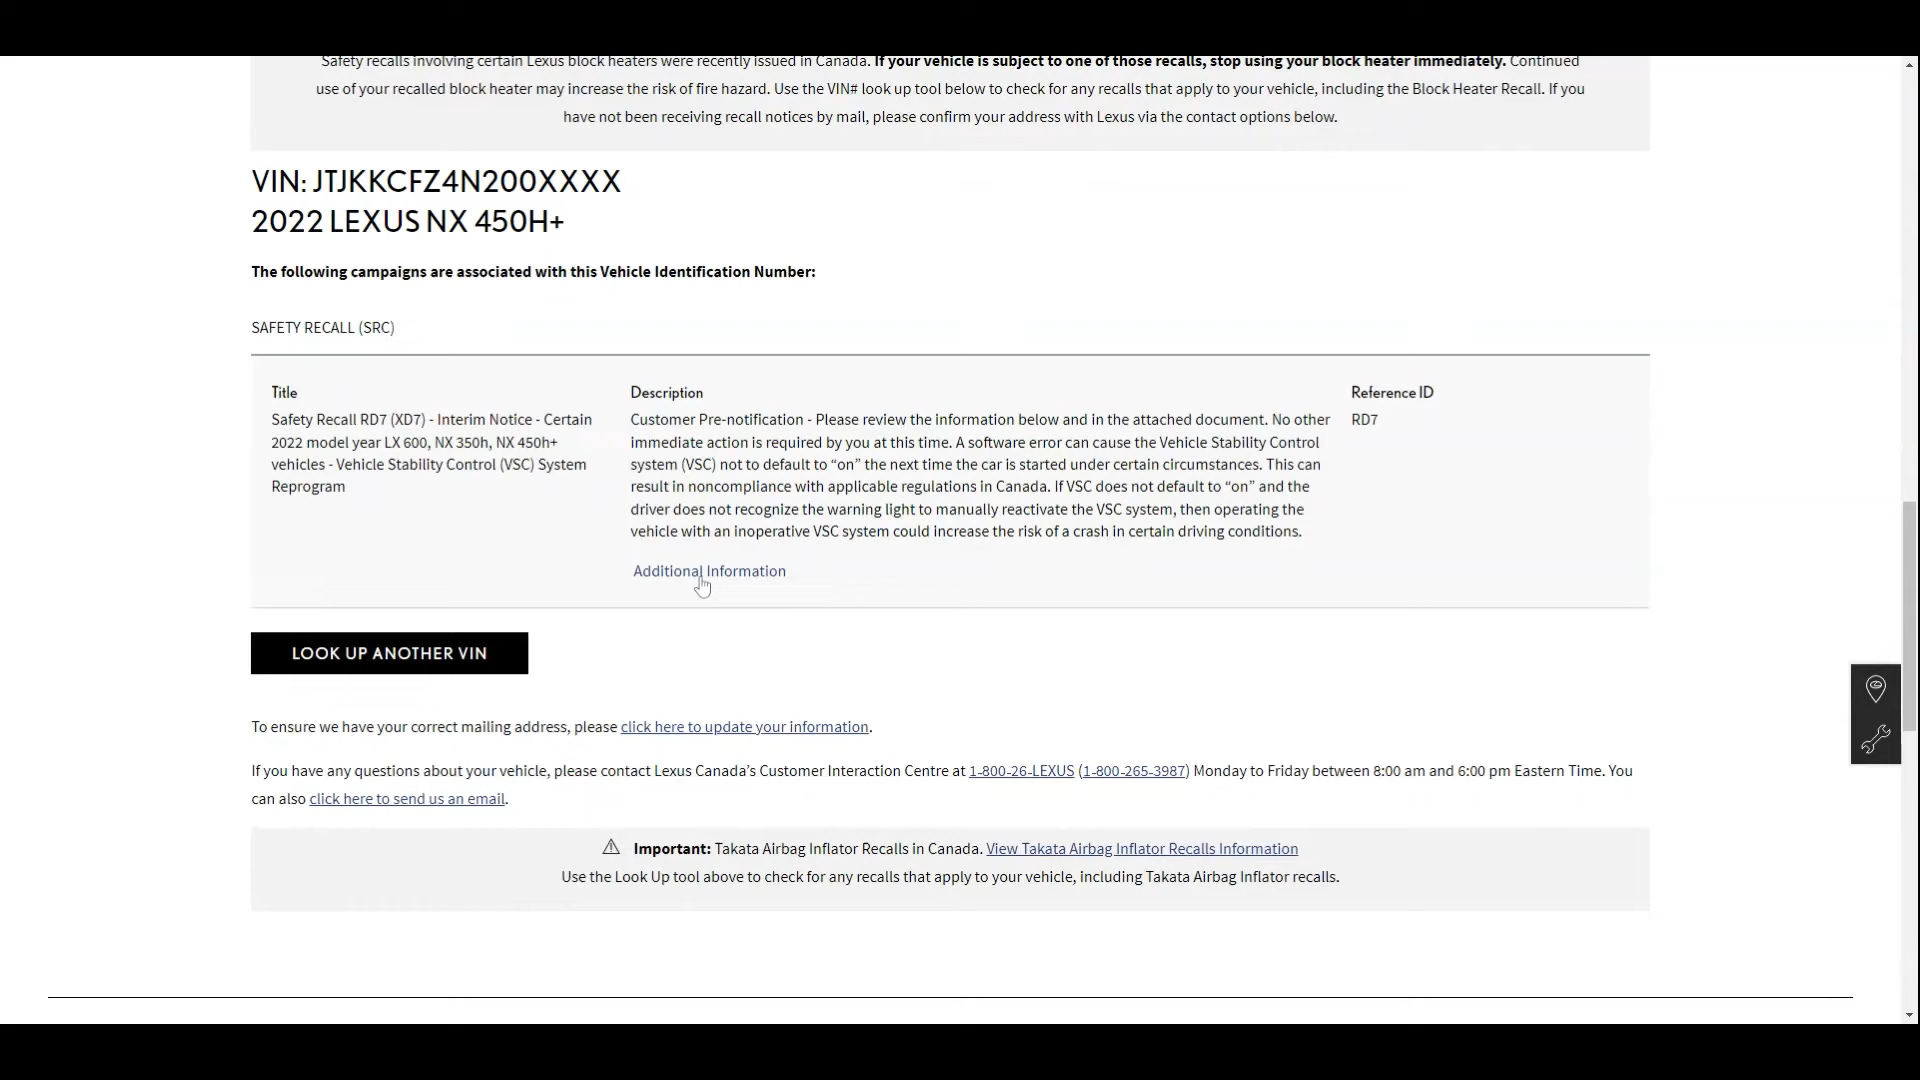 Safety recalls involving certain Lexus block heaters were recently issued in Canada. If your vehicle is subject to one of those recalls, stop using your block heater immediately. Continued
use of your recalled block heater may increase the risk of fire hazard. Use the VIN# look up tool below to check for any recalls that apply to your vehicle, including the Block Heater Recall. If you
have not been receiving recall notices by mail, please confirm your address with Lexus via the contact options below.
VIN: JTJKKCFZ4N200XXXX
2022 LEXUS NX 450H+
The following campaigns are associated with this Vehicle Identification Number:
SAFETY RECALL (SRC)
Title
Safety Recall RD7 (XD7) - Interim Notice - Certain
2022 model year LX 600, NX 350h, NX 450h+
vehicles - Vehicle Stability Control (VSC) System
Reprogram
Description
Customer Pre-notification - Please review the information below and in the attached document. No other
immediate action is required by you at this time. A software error can cause the Vehicle Stability Control
system (VSC) not to default to “on” the next time the car is started under certain circumstances. This can
result in noncompliance with applicable regulations in Canada. If VSC does not default to “on” and the
driver does not recognize the warning light to manually reactivate the VSC system, then operating the
vehicle with an inoperative VSC system could increase the risk of a crash in certain driving conditions.
Additional Information
Reference ID
RD7
LOOK UP ANOTHER VIN
To ensure we have your correct mailing address, please click here to update your information.
If you have any questions about your vehicle, please contact Lexus Canada’s Customer Interaction Centre at 1-800-26-LEXUS (1-800-265-3987) Monday to Friday between 8:00 am and 6:00 pm Eastern Time. You
can also click here to send us an email.
Important: Takata Airbag Inflator Recalls in Canada. View Takata Airbag Inflator Recalls Information
Use the Look Up tool above to check for any recalls that apply to your vehicle, including Takata Airbag Inflator recalls.